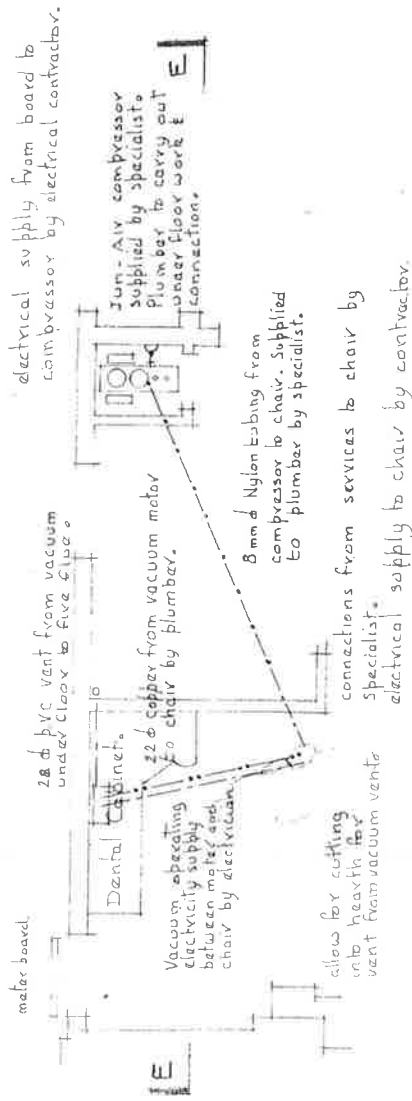 electrical supply from board to
compressor by electrical contractor.
E
Jun-Air compressor
supplied by specialist.
Plumber to carry out
under floor work &
connection.
28 ϕ pvc vent from vacuum
under floor to fire flue.
22 ϕ copper from vacuum motor
to chair by plumber.
8mm ϕ Nylon tubing from
compressor to chair. Supplied
to plumber by specialist.
connections from services to chair by
specialist.
electrical supply to chair by contractor.
meter board.
Dental Cabinet.
Vacuum operating
electricity supply
between motor and
chair by electrician
allow for cutting
into hearth for
vent from vacuum vents
E